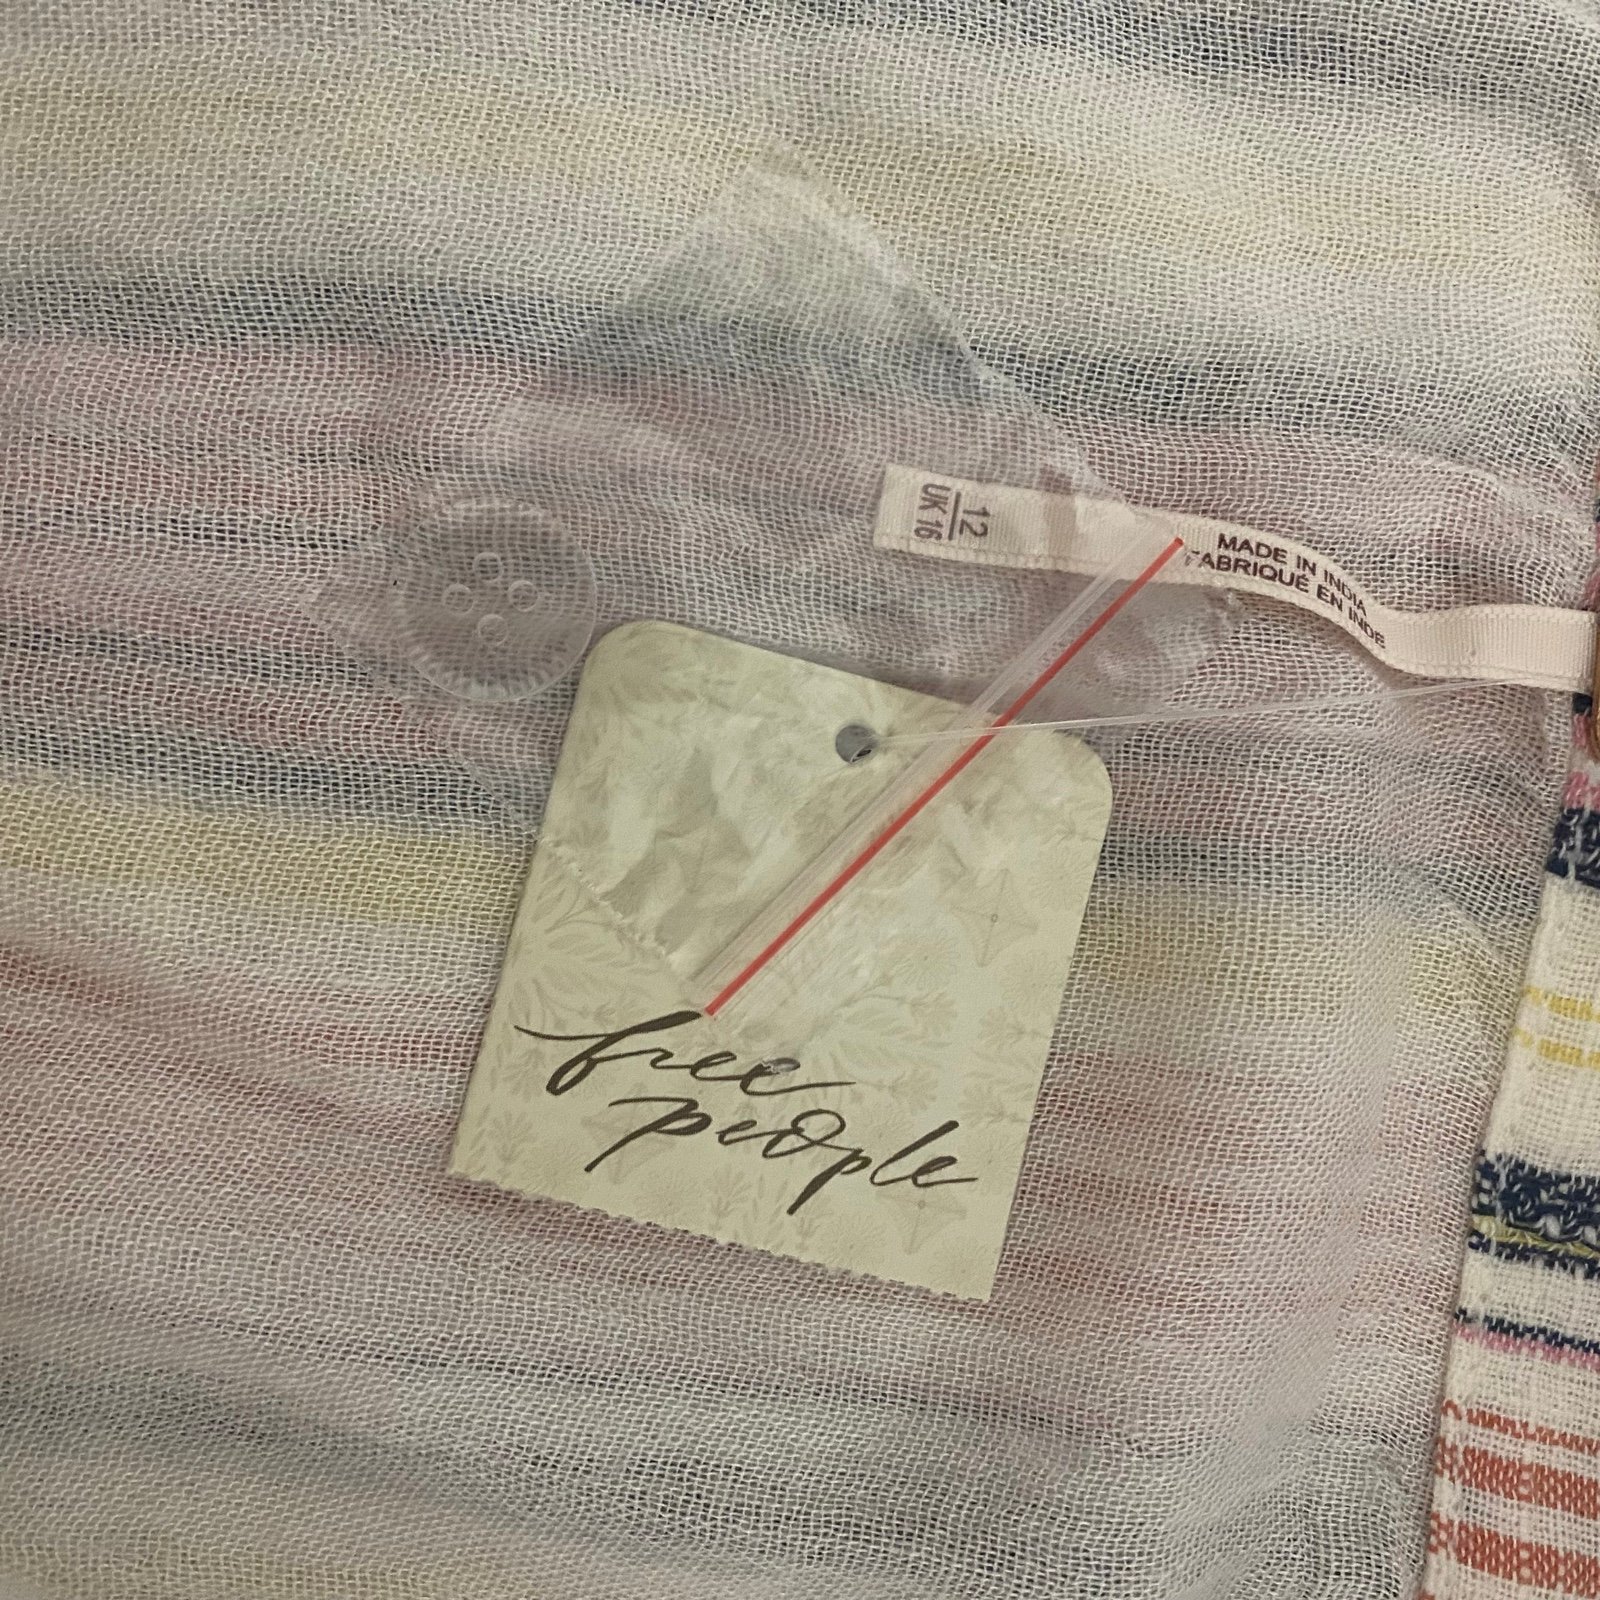 12
UK 16
MADE IN INDIA
FABRIQUÉ EN INDE
free
people